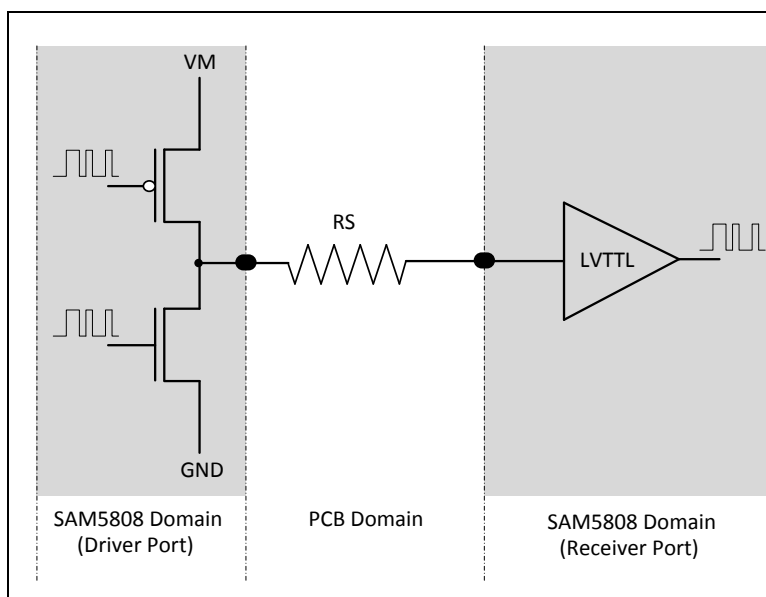 VM
RS
LVTTL
GND
SAM5808 Domain
(Driver Port)
PCB Domain
SAM5808 Domain
(Receiver Port)